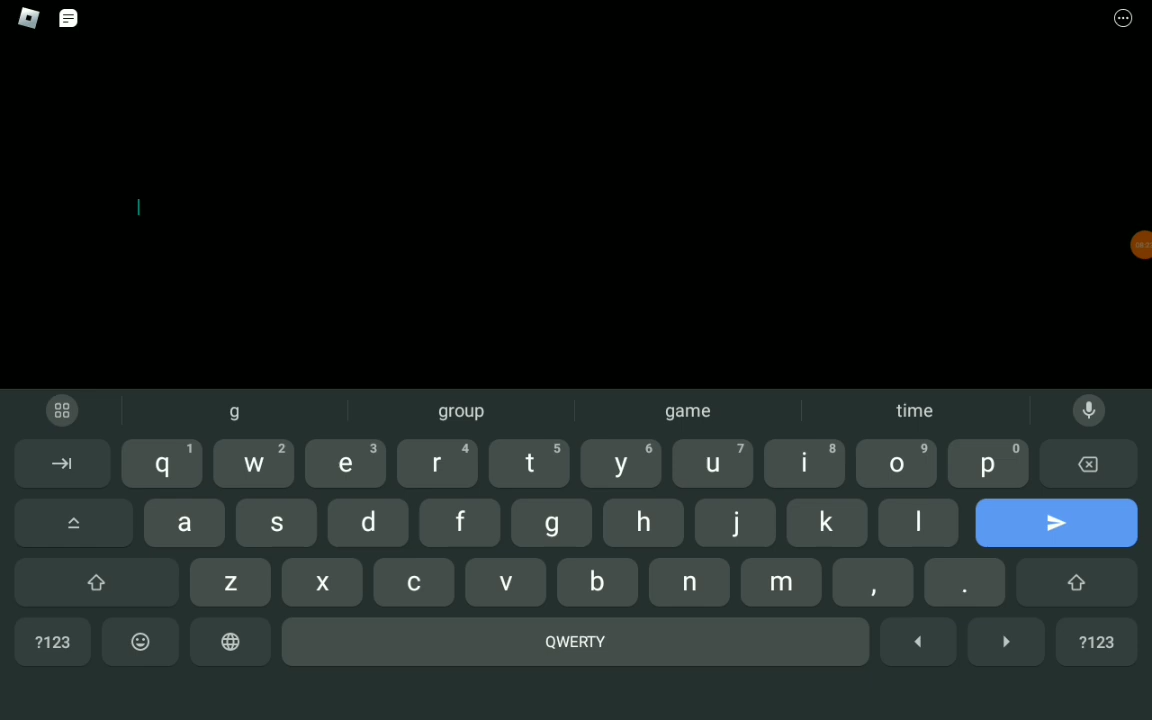 g group game time
q 1 w 2 e 3 r 4 t 5 y 6 u 7 i 8 o 9 p 0
a s d f g h j k l
z x c v b n m , .
?123 QWERTY ?123